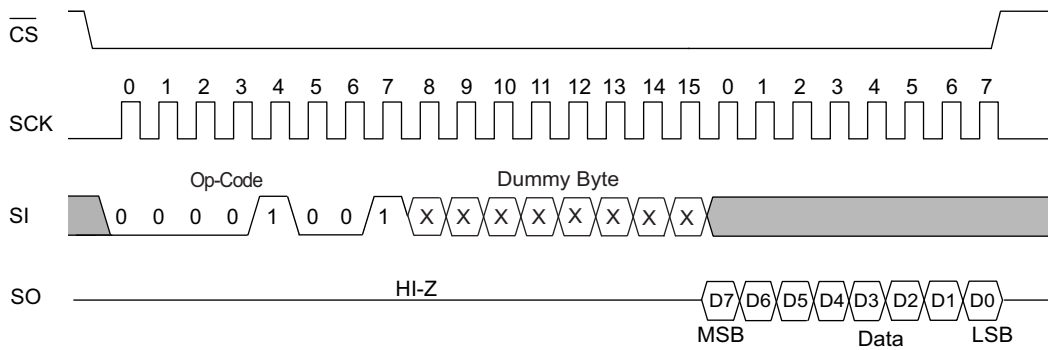 CS
0 1 2 3 4 5 6 7 8 9 10 11 12 13 14 15 0 1 2 3 4 5 6 7
SCK
Op-Code Dummy Byte
SI 0 0 0 0 1 0 0 1 X X X X X X X X
HI-Z
SO D7 D6 D5 D4 D3 D2 D1 D0
MSB Data LSB